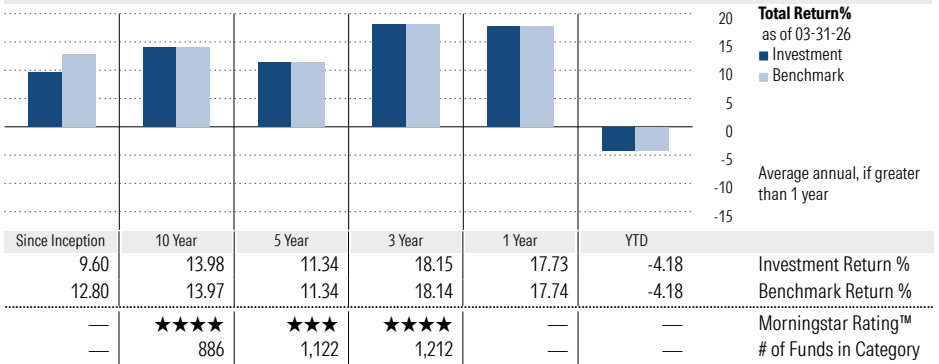 Total Return%
as of 03-31-26
Investment
Benchmark
20
15
10
5
0
-5
-10
-15
Average annual, if greater
than 1 year
Since Inception 10 Year 5 Year 3 Year 1 Year YTD
9.60 13.98 11.34 18.15 17.73 -4.18 Investment Return %
12.80 13.97 11.34 18.14 17.74 -4.18 Benchmark Return %
— ★★★★ ★★★ ★★★★ — — Morningstar Rating™
— 886 1,122 1,212 — — # of Funds in Category